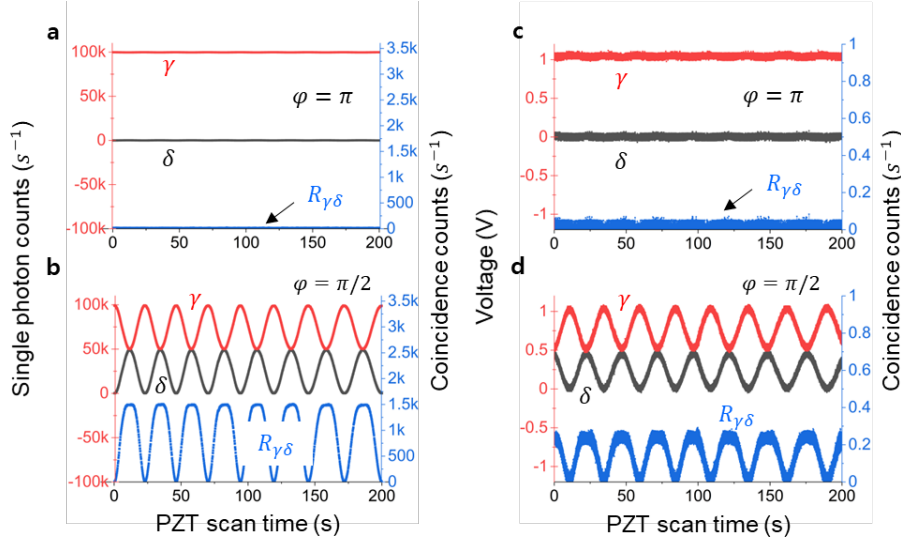 a
100k
50k
0
-50k
-100k
γ
φ = π
δ
R_γδ
3.5k
3k
2.5k
2k
1.5k
1k
500
0
0 50 100 150 200
b
100k
50k
0
-50k
-100k
γ
φ = π/2
δ
R_γδ
3.5k
3k
2.5k
2k
1.5k
1k
500
0
0 50 100 150 200
Single photon counts (s⁻¹)
Coincidence counts (s⁻¹)
PZT scan time (s)
c
1
0.5
0
-0.5
-1
γ
φ = π
δ
R_γδ
1
0.8
0.6
0.4
0.2
0
0 50 100 150 200
d
1
0.5
0
-0.5
-1
γ
φ = π/2
δ
R_γδ
1
0.8
0.6
0.4
0.2
0
0 50 100 150 200
Voltage (V)
Coincidence counts (s⁻¹)
PZT scan time (s)